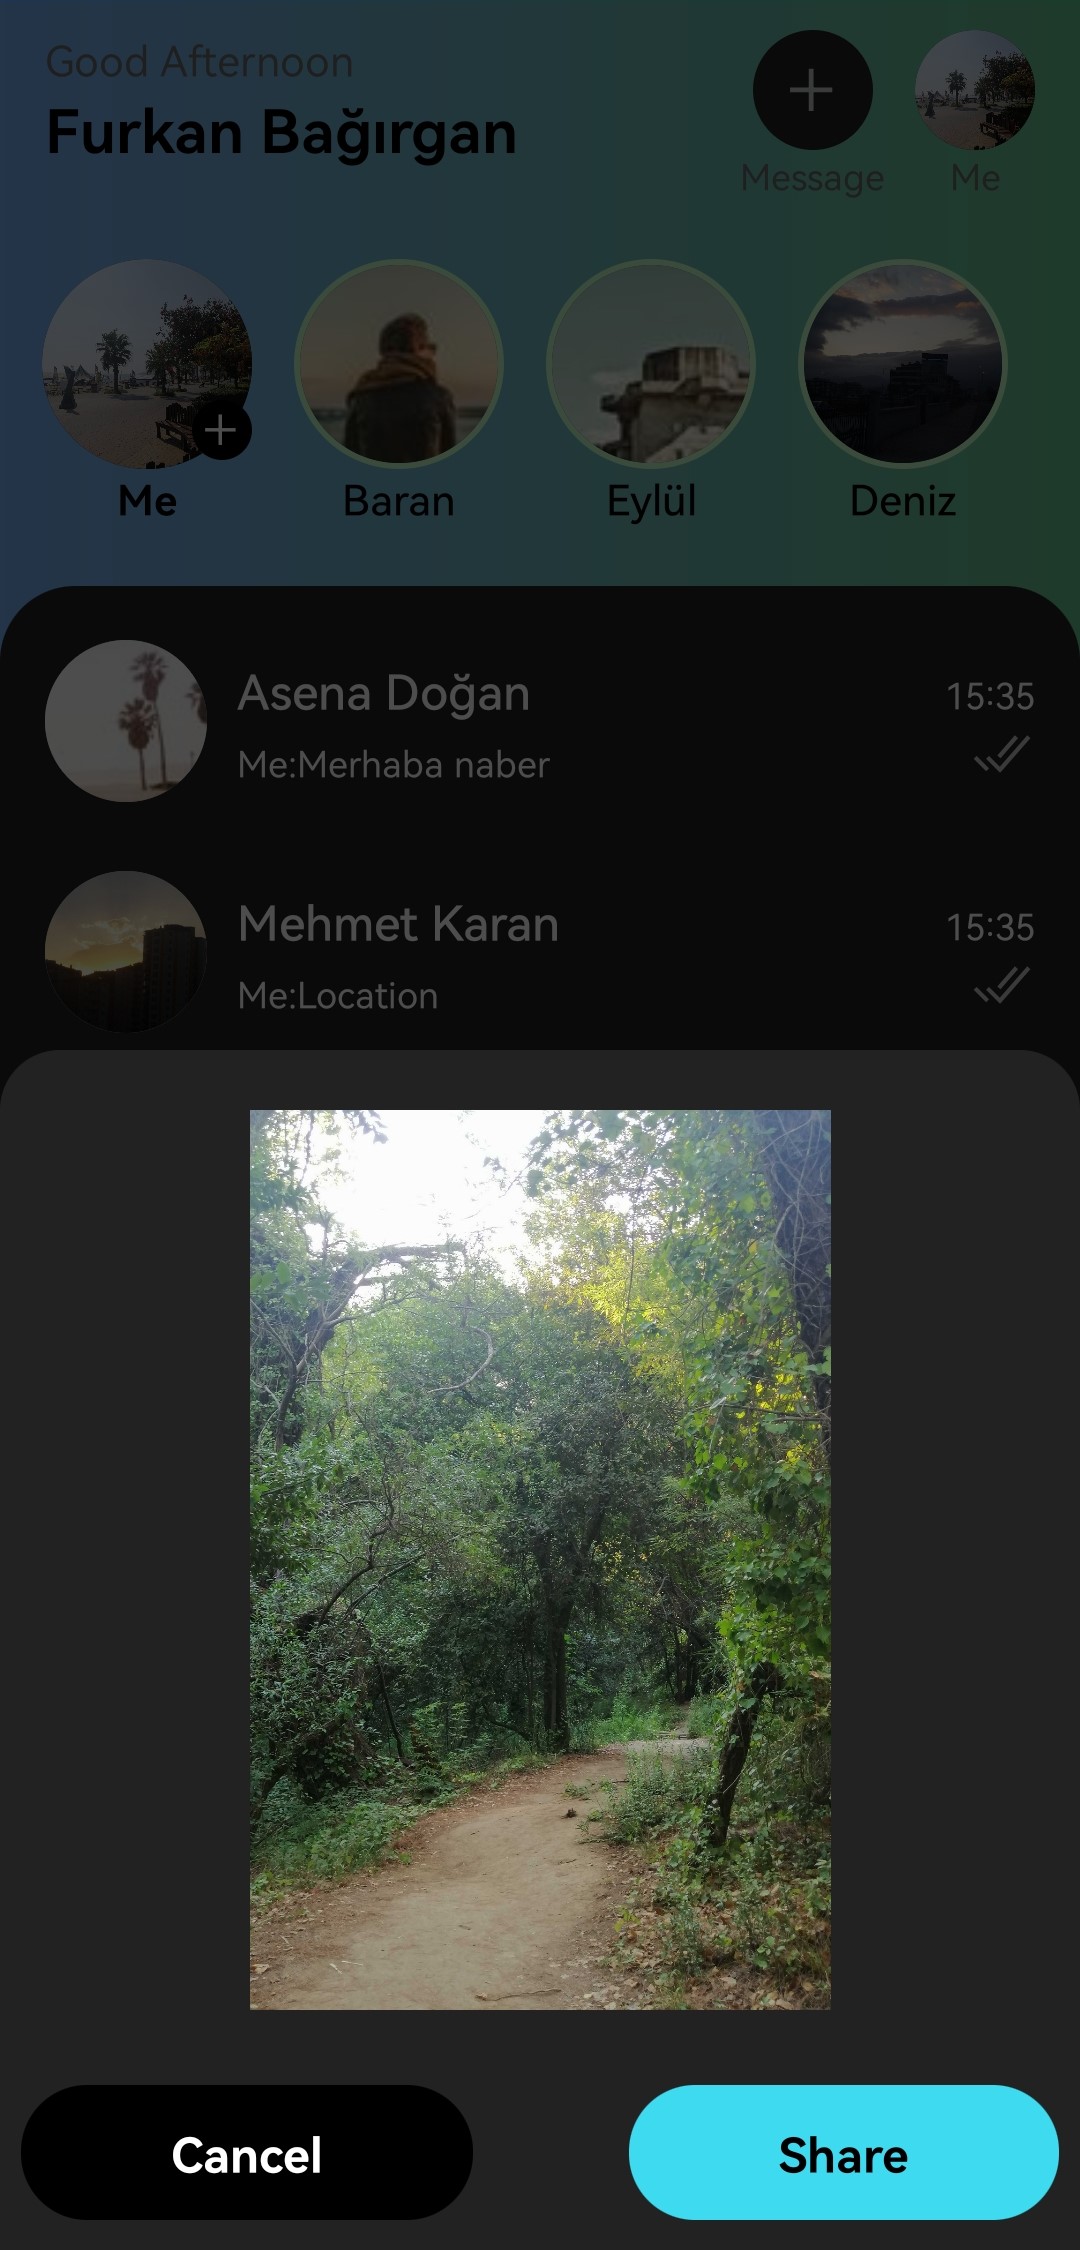 Good Afternoon
Furkan Bağırgan
Message
Me
Me
Baran
Eylül
Deniz
Asena Doğan
15:35
Me:Merhaba naber
Mehmet Karan
15:35
Me:Location
Cancel
Share